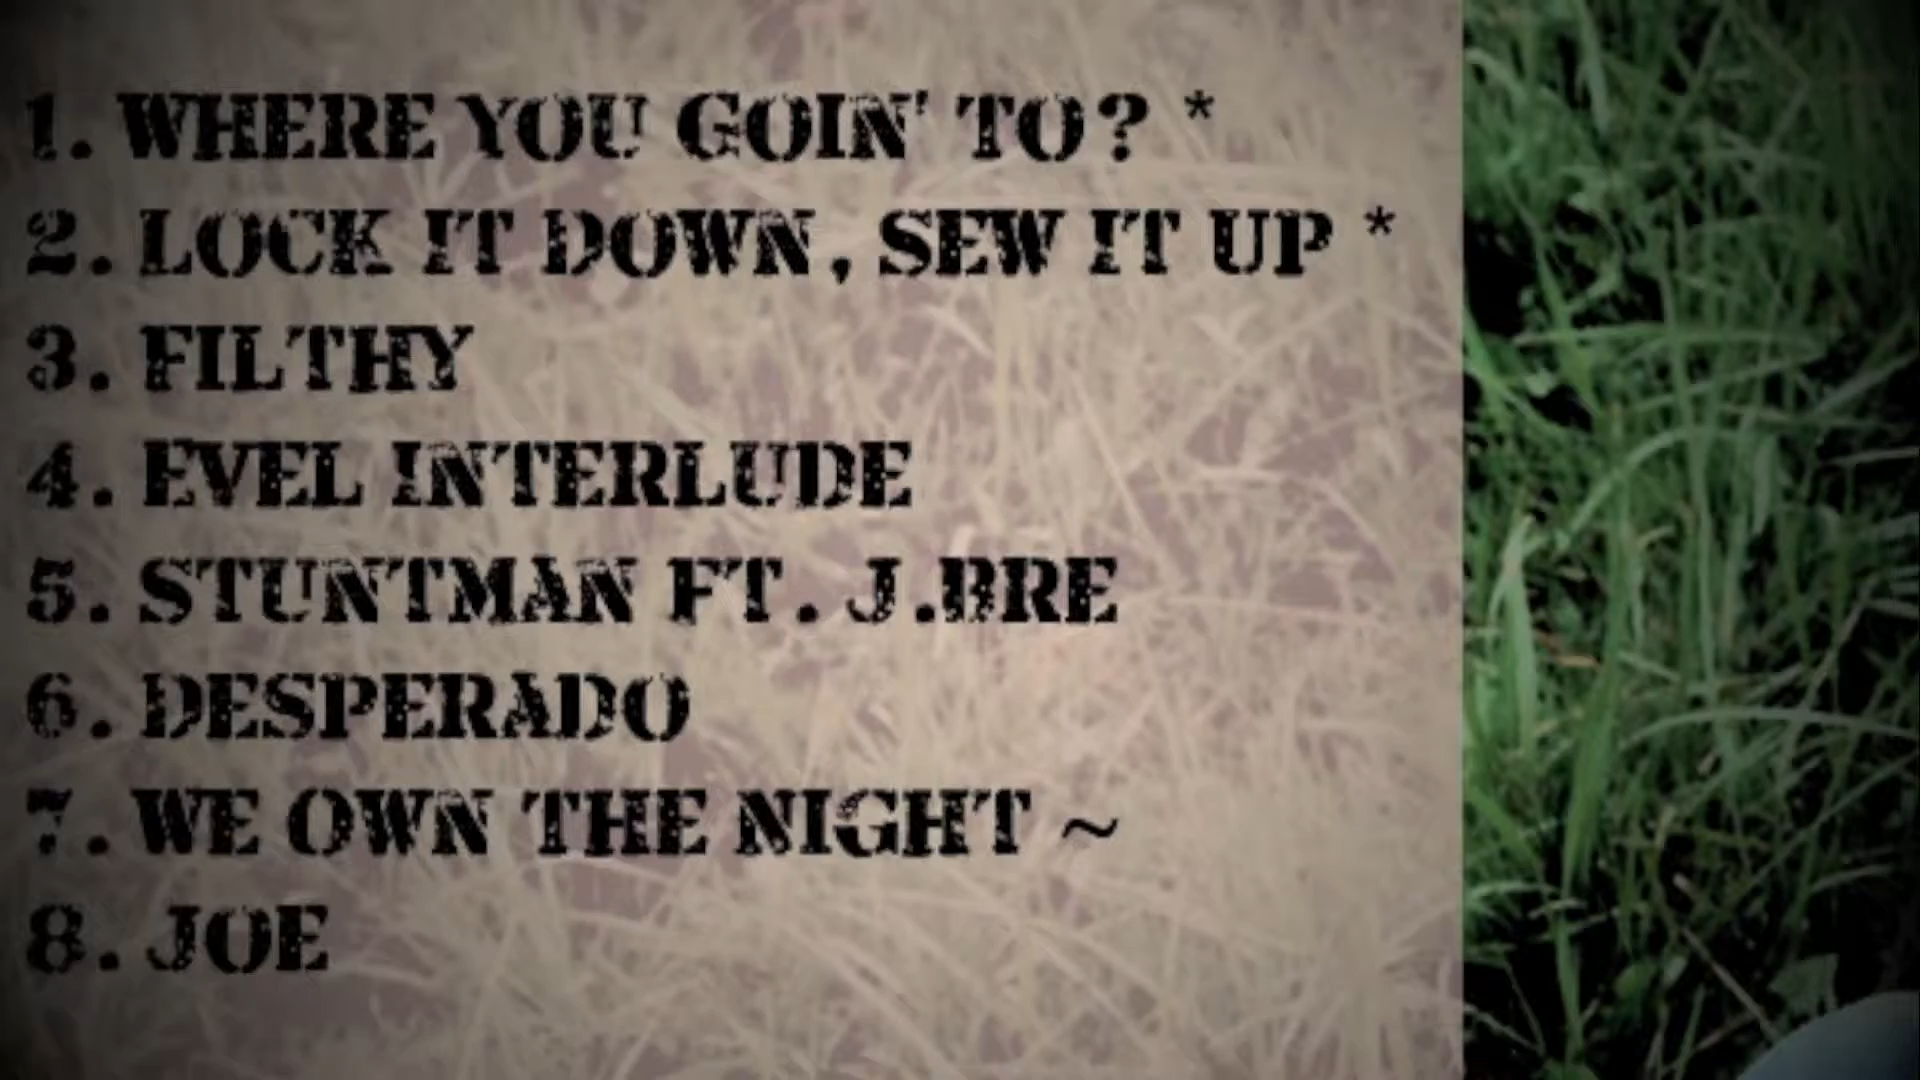 1. WHERE YOU GOIN' TO? *
2. LOCK IT DOWN, SEW IT UP *
3. FILTHY
4. EVEL INTERLUDE
5. STUNTMAN FT. J.BRE
6. DESPERADO
7. WE OWN THE NIGHT ~
8. JOE